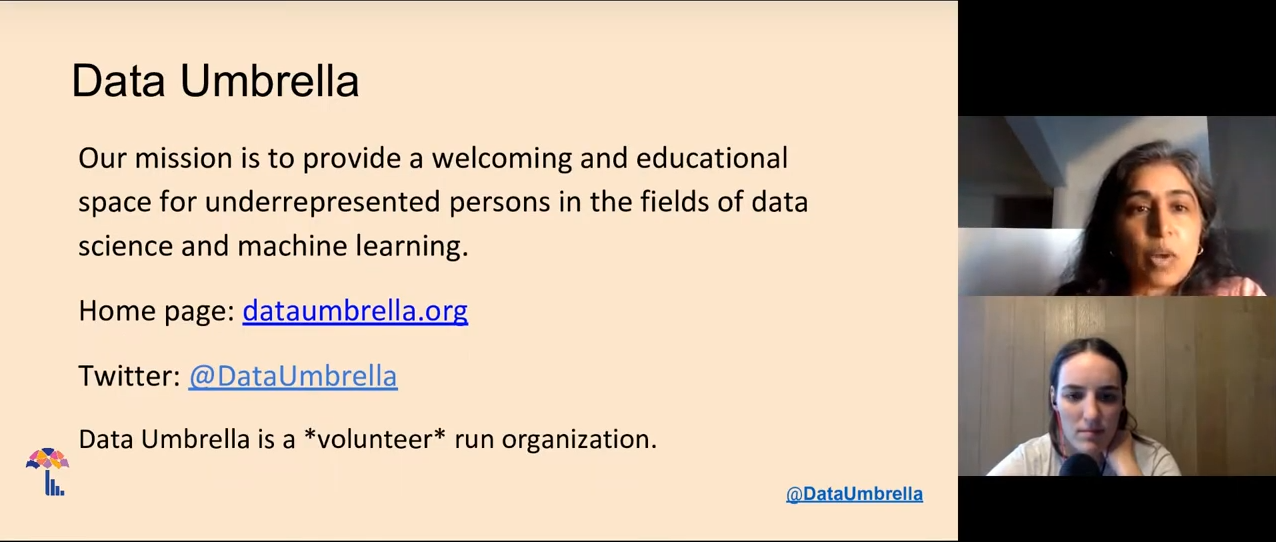 Data Umbrella
Our mission is to provide a welcoming and educational
space for underrepresented persons in the fields of data
science and machine learning.
Home page: dataumbrella.org
Twitter: @DataUmbrella
Data Umbrella is a *volunteer* run organization.
@DataUmbrella